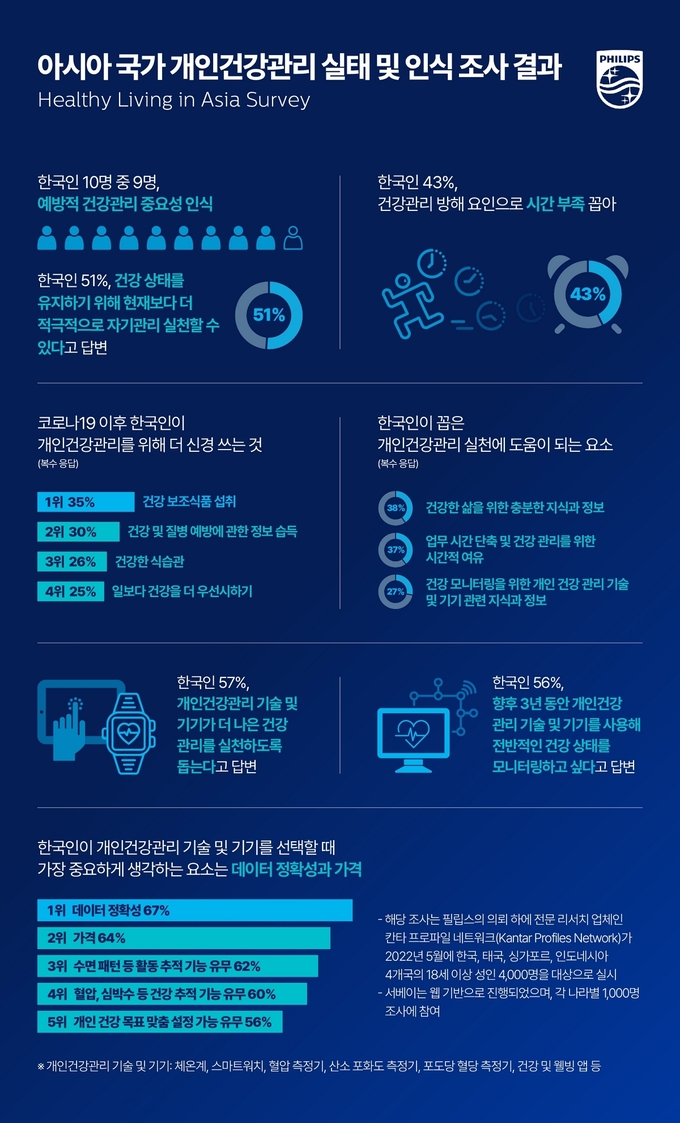 아시아 국가 개인건강관리 실태 및 인식 조사 결과
Healthy Living in Asia Survey
PHILIPS
한국인 10명 중 9명,
예방적 건강관리 중요성 인식
한국인 51%, 건강 상태를
유지하기 위해 현재보다 더
적극적으로 자기관리 실천할 수
있다고 답변
51%
한국인 43%,
건강관리 방해 요인으로 시간 부족 꼽아
43%
코로나19 이후 한국인이
개인건강관리를 위해 더 신경 쓰는 것
(복수 응답)
1위 35% 건강 보조식품 섭취
2위 30% 건강 및 질병 예방에 관한 정보 습득
3위 26% 건강한 식습관
4위 25% 일보다 건강을 더 우선시하기
한국인이 꼽은
개인건강관리 실천에 도움이 되는 요소
(복수 응답)
38% 건강한 삶을 위한 충분한 지식과 정보
37% 업무 시간 단축 및 건강 관리를 위한
시간적 여유
27% 건강 모니터링을 위한 개인 건강 관리 기술
및 기기 관련 지식과 정보
한국인 57%,
개인건강관리 기술 및
기기가 더 나은 건강
관리를 실천하도록
돕는다고 답변
한국인 56%,
향후 3년 동안 개인건강
관리 기술 및 기기를 사용해
전반적인 건강 상태를
모니터링하고 싶다고 답변
한국인이 개인건강관리 기술 및 기기를 선택할 때
가장 중요하게 생각하는 요소는 데이터 정확성과 가격
1위 데이터 정확성 67%
2위 가격 64%
3위 수면 패턴 등 활동 추적 기능 유무 62%
4위 혈압, 심박수 등 건강 추적 기능 유무 60%
5위 개인 건강 목표 맞춤 설정 가능 유무 56%
- 해당 조사는 필립스의 의뢰 하에 전문 리서치 업체인
칸타 프로파일 네트워크(Kantar Profiles Network)가
2022년 5월에 한국, 태국, 싱가포르, 인도네시아
4개국의 18세 이상 성인 4,000명을 대상으로 실시
- 서베이는 웹 기반으로 진행되었으며, 각 나라별 1,000명
조사에 참여
※ 개인건강관리 기술 및 기기: 체온계, 스마트워치, 혈압 측정기, 산소 포화도 측정기, 포도당 혈당 측정기, 건강 및 웰빙 앱 등